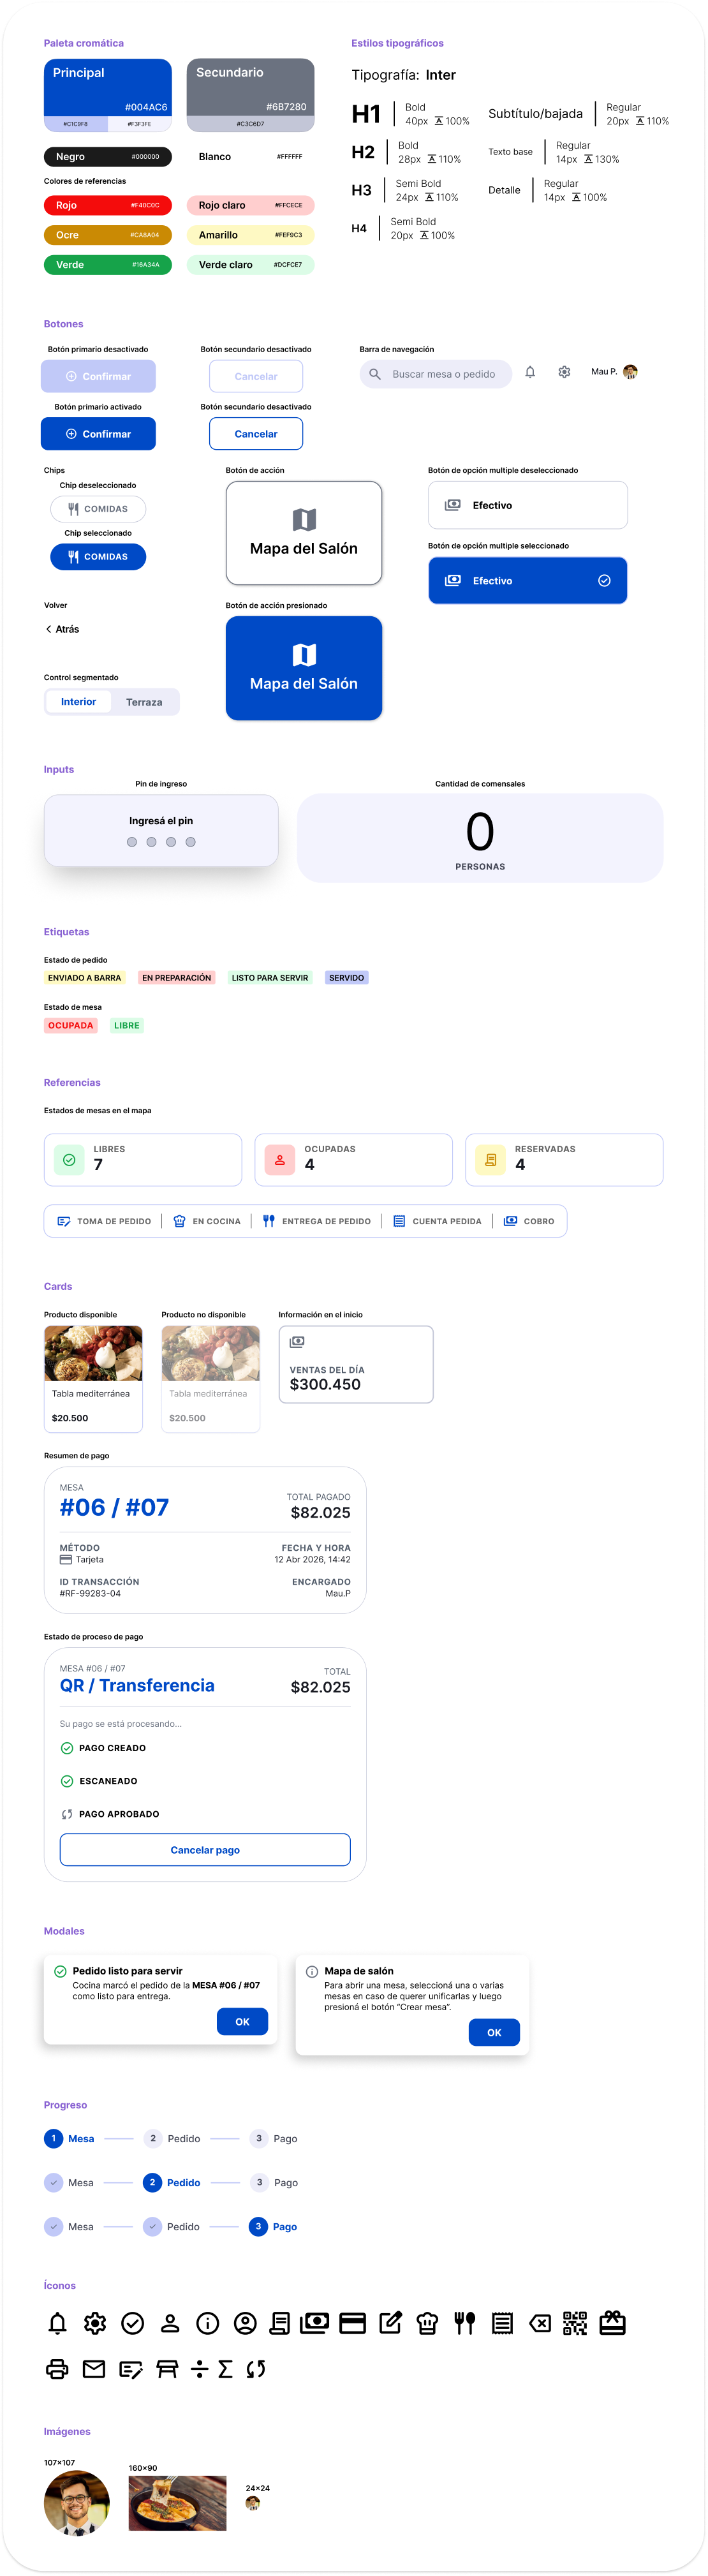 Paleta cromática
Principal
#004AC6
#C1C9F8
#F3F3FE
Secundario
#6B7280
#C3C6D7
Negro #000000
Blanco #FFFFFF
Colores de referencias
Rojo #F40C0C
Rojo claro #FFCECE
Ocre #CA8A04
Amarillo #FEF9C3
Verde #16A34A
Verde claro #DCFCE7
Estilos tipográficos
Tipografía: Inter
H1
Bold
40px 100%
Subtítulo/bajada
Regular
20px 110%
H2
Bold
28px 110%
Texto base
Regular
14px 130%
H3
Semi Bold
24px 110%
Detalle
Regular
14px 100%
H4
Semi Bold
20px 100%
Botones
Botón primario desactivado
Confirmar
Botón secundario desactivado
Cancelar
Barra de navegación
Buscar mesa o pedido
Mau P.
Botón primario activado
Confirmar
Botón secundario desactivado
Cancelar
Chips
Chip deseleccionado
COMIDAS
Chip seleccionado
COMIDAS
Botón de acción
Mapa del Salón
Botón de opción multiple deseleccionado
Efectivo
Botón de opción multiple seleccionado
Efectivo
Volver
Atrás
Botón de acción presionado
Mapa del Salón
Control segmentado
Interior Terraza
Inputs
Pin de ingreso
Ingresá el pin
Cantidad de comensales
0
PERSONAS
Etiquetas
Estado de pedido
ENVIADO A BARRA EN PREPARACIÓN LISTO PARA SERVIR SERVIDO
Estado de mesa
OCUPADA LIBRE
Referencias
Estados de mesas en el mapa
LIBRES
7
OCUPADAS
4
RESERVADAS
4
TOMA DE PEDIDO EN COCINA ENTREGA DE PEDIDO CUENTA PEDIDA COBRO
Cards
Producto disponible
Tabla mediterránea
$20.500
Producto no disponible
Tabla mediterránea
$20.500
Información en el inicio
VENTAS DEL DÍA
$300.450
Resumen de pago
MESA
#06 / #07
TOTAL PAGADO
$82.025
MÉTODO
Tarjeta
FECHA Y HORA
12 Abr 2026, 14:42
ID TRANSACCIÓN
#RF-99283-04
ENCARGADO
Mau.P
Estado de proceso de pago
MESA #06 / #07
QR / Transferencia
TOTAL
$82.025
Su pago se está procesando...
PAGO CREADO
ESCANEADO
PAGO APROBADO
Cancelar pago
Modales
Pedido listo para servir
Cocina marcó el pedido de la MESA #06 / #07
como listo para entrega.
OK
Mapa de salón
Para abrir una mesa, seleccioná una o varias
mesas en caso de querer unificarlas y luego
presioná el botón “Crear mesa”.
OK
Progreso
1 Mesa 2 Pedido 3 Pago
Mesa 2 Pedido 3 Pago
Mesa Pedido 3 Pago
Íconos
Imágenes
107x107
160x90
24x24